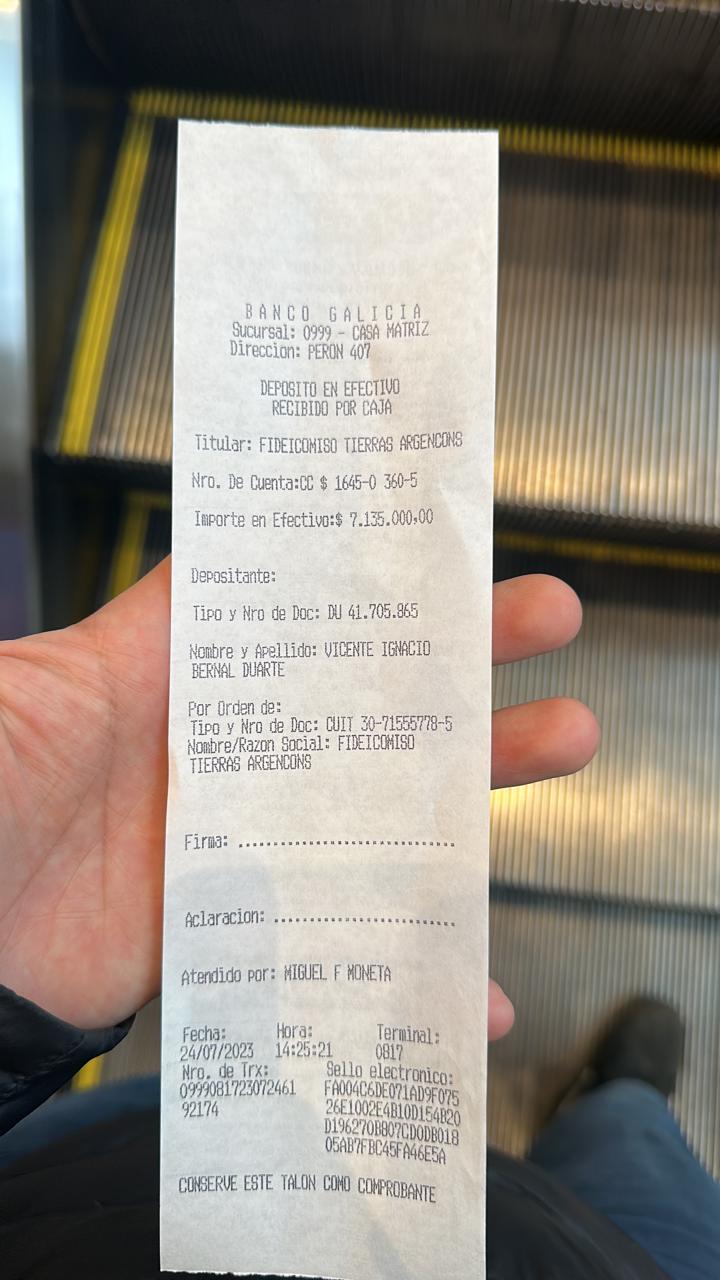 BANCO GALICIA
Sucursal: 0999 - CASA MATRIZ
Direccion: PERON 407
DEPOSITO EN EFECTIVO
RECIBIDO POR CAJA
Titular: FIDEICOMISO TIERRAS ARGENCONS
Nro. De Cuenta:CC $ 1645-0 360-5
Importe en Efectivo:$ 7.135.000,00
Depositante:
Tipo y Nro de Doc: DU 41.705.865
Nombre y Apellido: VICENTE IGNACIO
BERNAL DUARTE
Por Orden de:
Tipo y Nro de Doc: CUIT 30-71555778-5
Nombre/Razon Social: FIDEICOMISO
TIERRAS ARGENCONS
Firma: ................................
Aclaracion: ...........................
Atendido por: MIGUEL F MONETA
Fecha: Hora: Terminal:
24/07/2023 14:25:21 0817
Nro. de Trx: Sello electronico:
0999081723072461 FA004C6DE071AD9F075
92174 26E1002E4B10D154B20
D196270B807CD0DB018
05AB7FBC45FA46E5A
CONSERVE ESTE TALON COMO COMPROBANTE